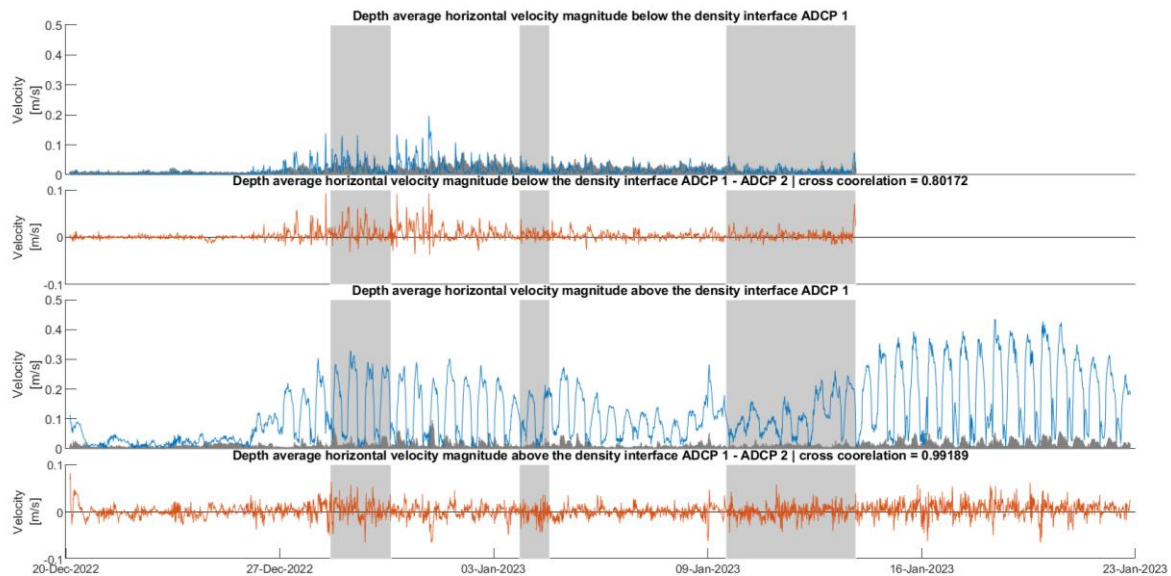 Depth average horizontal velocity magnitude below the density interface ADCP 1
0.5
0.4
0.3
0.2
0.1
0
Velocity
[m/s]
Depth average horizontal velocity magnitude below the density interface ADCP 1 - ADCP 2 | cross coorelation = 0.80172
0.1
0
-0.1
Velocity
[m/s]
Depth average horizontal velocity magnitude above the density interface ADCP 1
0.5
0.4
0.3
0.2
0.1
0
Velocity
[m/s]
Depth average horizontal velocity magnitude above the density interface ADCP 1 - ADCP 2 | cross coorelation = 0.99189
0.1
0
-0.1
Velocity
[m/s]
20-Dec-2022 27-Dec-2022 03-Jan-2023 09-Jan-2023 16-Jan-2023 23-Jan-2023